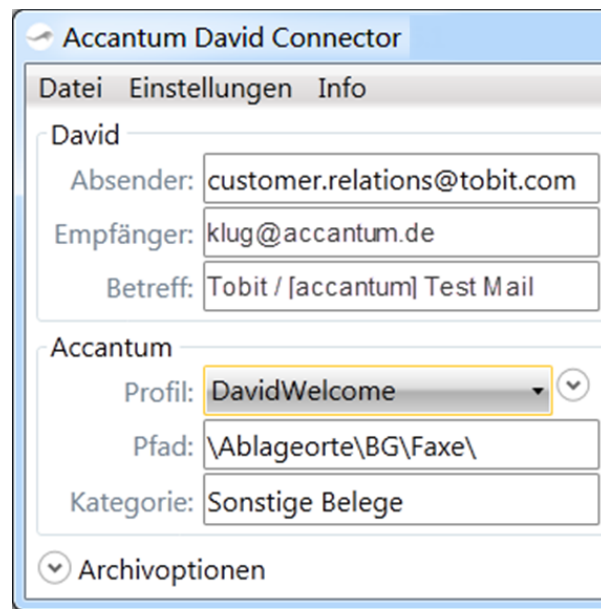 Accantum David Connector
Datei Einstellungen Info
David
Absender: customer.relations@tobit.com
Empfänger: klug@accantum.de
Betreff: Tobit / [accantum] Test Mail
Accantum
Profil: DavidWelcome
Pfad: \Ablageorte\BG\Faxe\
Kategorie: Sonstige Belege
Archivoptionen